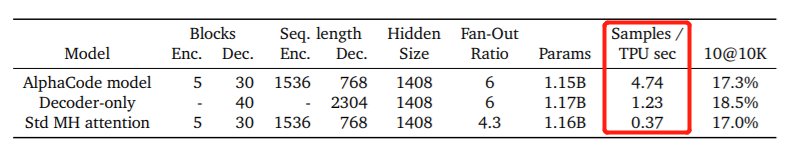 Blocks Seq. length Hidden Fan-Out Samples /
Model Enc. Dec. Enc. Dec. Size Ratio Params TPU sec 10@10K
AlphaCode model 5 30 1536 768 1408 6 1.15B 4.74 17.3%
Decoder-only - 40 - 2304 1408 6 1.17B 1.23 18.5%
Std MH attention 5 30 1536 768 1408 4.3 1.16B 0.37 17.0%